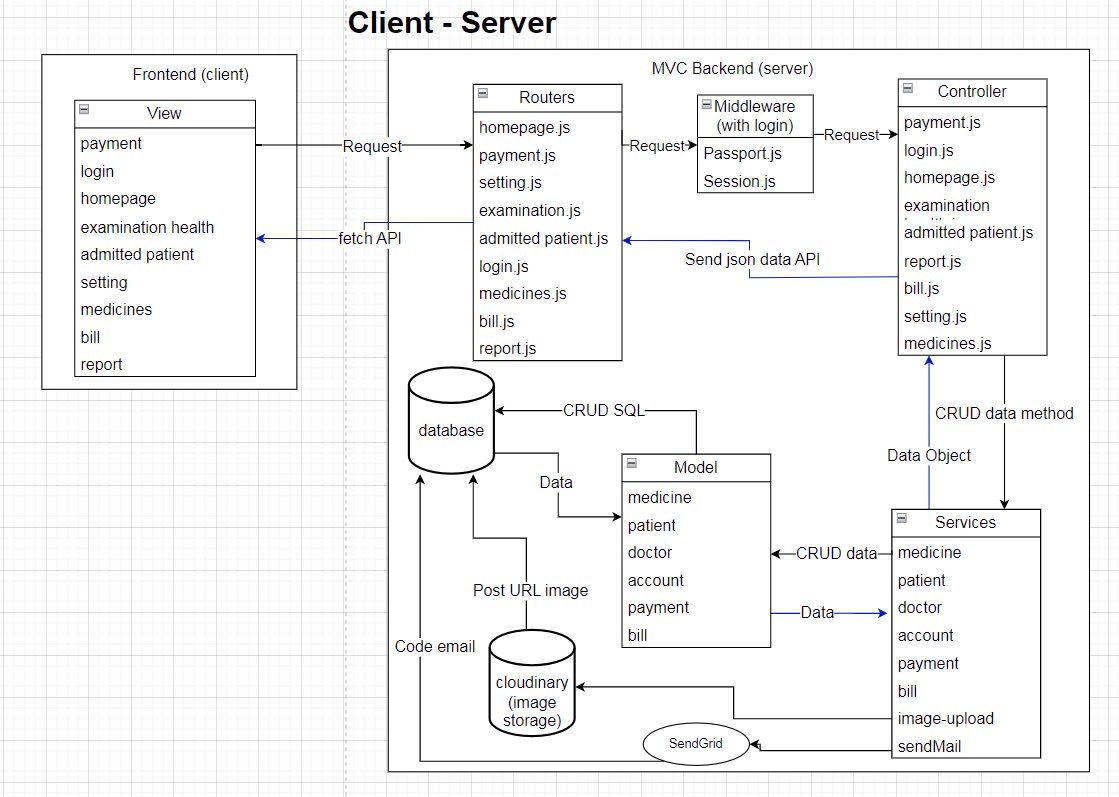 Client - Server
Frontend (client)
View
payment
login
homepage
examination health
admitted patient
setting
medicines
bill
report
Request
fetch API
MVC Backend (server)
Routers
homepage.js
payment.js
setting.js
examination.js
admitted patient.js
login.js
medicines.js
bill.js
report.js
Request
Middleware
(with login)
Passport.js
Session.js
Request
Send json data API
Controller
payment.js
login.js
homepage.js
examination
admitted patient.js
report.js
bill.js
setting.js
medicines.js
CRUD data method
Data Object
database
CRUD SQL
Data
Model
medicine
patient
doctor
account
payment
bill
CRUD data
Data
Services
medicine
patient
doctor
account
payment
bill
image-upload
sendMail
Post URL image
Code email
cloudinary
(image
storage)
SendGrid